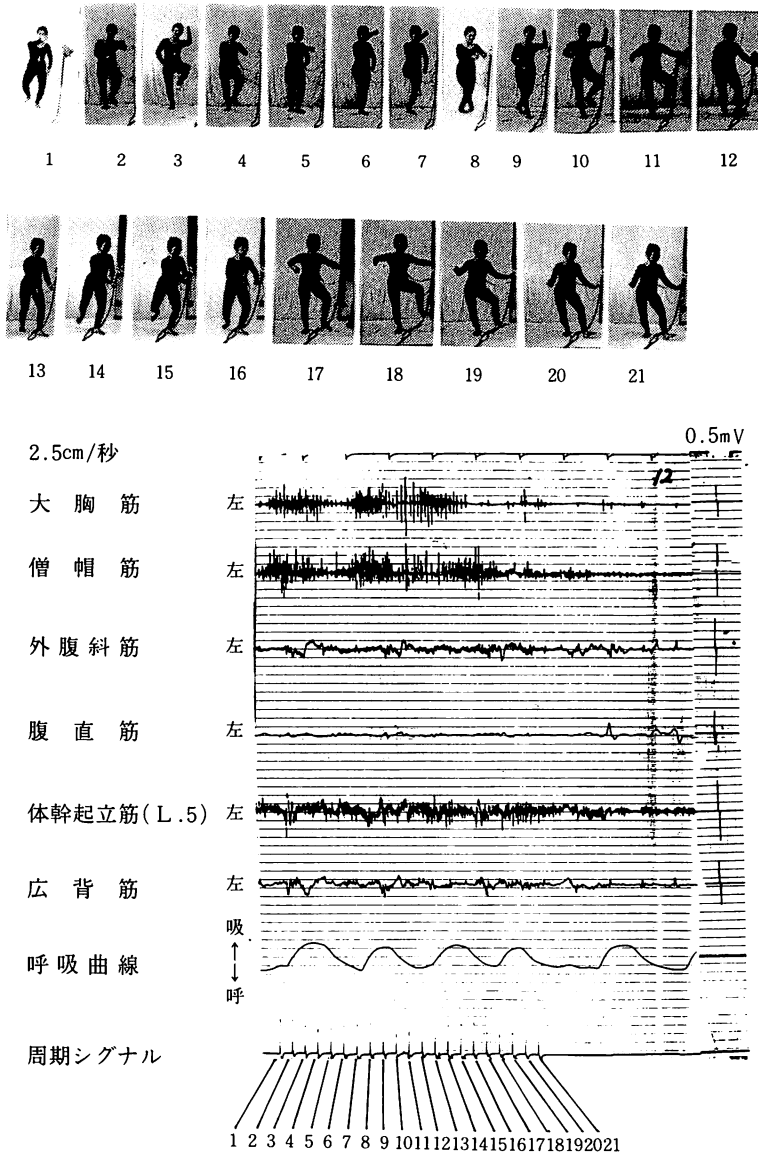 1 2 3 4 5 6 7 8 9 10 11 12
13 14 15 16 17 18 19 20 21
0.5mV
2.5cm/秒
12
大胸筋 左
僧帽筋 左
外腹斜筋 左
腹直筋 左
体幹起立筋(L.5) 左
広背筋 左
吸
呼吸曲線
呼
周期シグナル
1 2 3 4 5 6 7 8 9 10 11 12 13 14 15 16 17 18 19 20 21